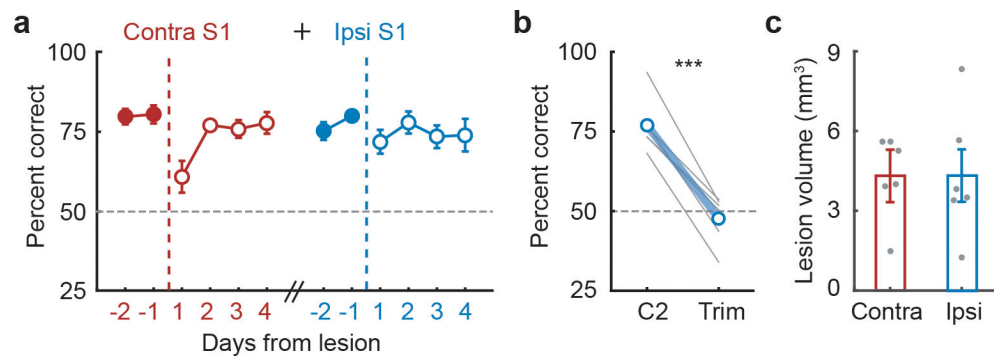 a
Contra S1 + Ipsi S1
Percent correct
100
75
50
25
-2 -1 1 2 3 4 -2 -1 1 2 3 4
Days from lesion
b
Percent correct
100
75
50
25
***
C2 Trim
c
Lesion volume (mm³)
9
6
3
0
Contra Ipsi